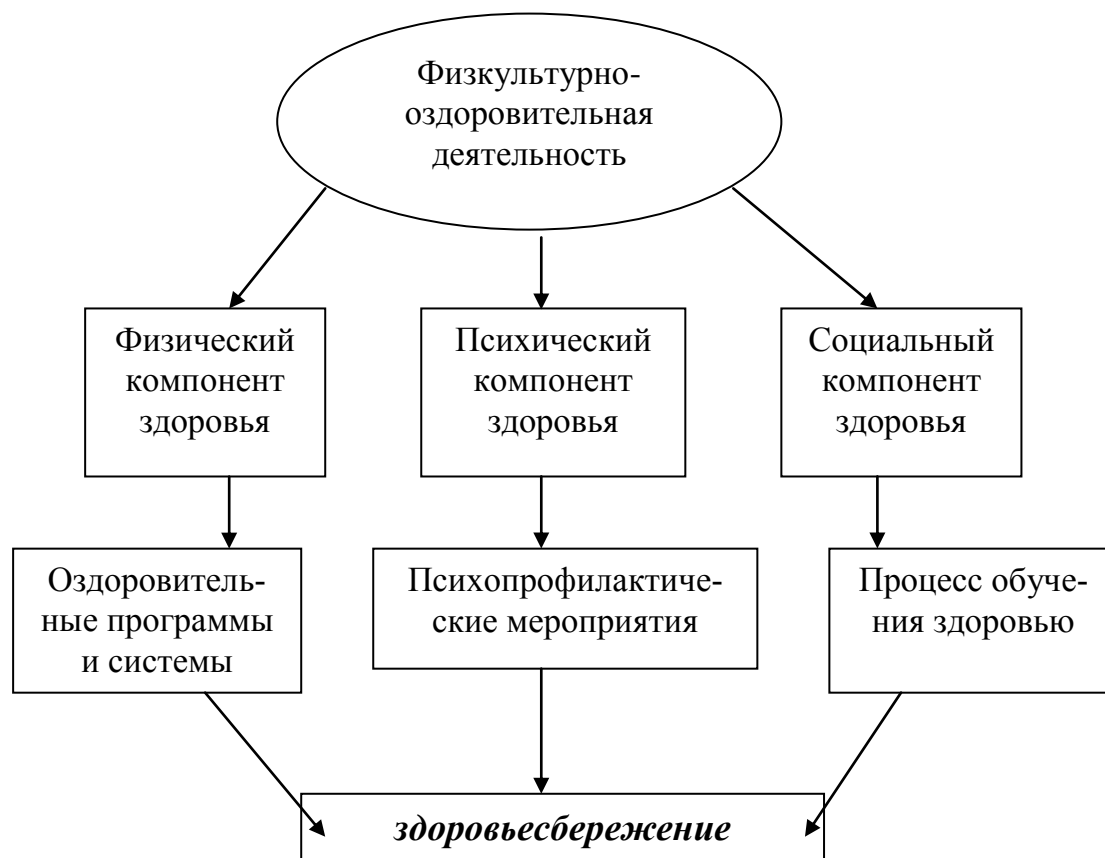 Физкультурно-
оздоровительная
деятельность
Физический
компонент
здоровья
Психический
компонент
здоровья
Социальный
компонент
здоровья
Оздоровитель-
ные программы
и системы
Психопрофилактиче-
ские мероприятия
Процесс обуче-
ния здоровью
здоровьесбережение